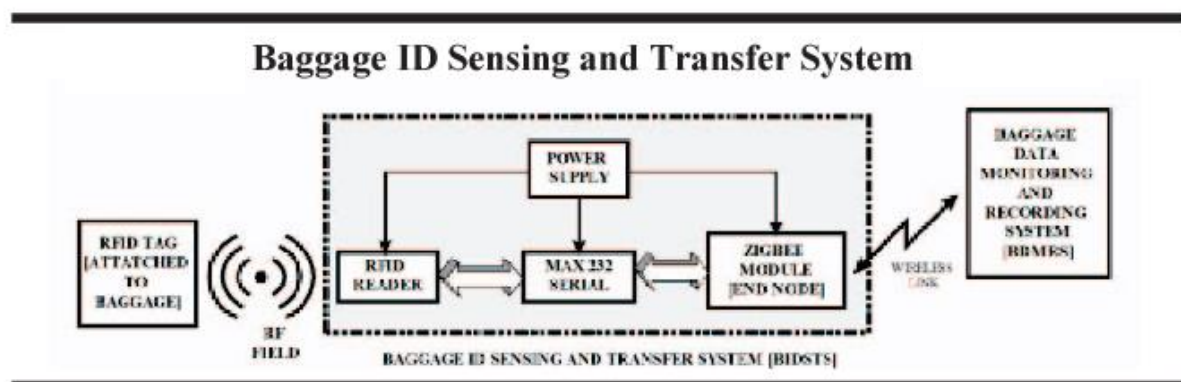 Baggage ID Sensing and Transfer System
POWER
SUPPLY
RFID TAG
[ATTATCHED
TO
BAGGAGE]
RF
FIELD
RFID
READER
MAX 232
SERIAL
ZIGBEE
MODULE
[END NODE]
WIRELESS
LINK
BAGGAGE
DATA
MONITORING
AND
RECORDING
SYSTEM
[BDMRS]
BAGGAGE ID SENSING AND TRANSFER SYSTEM [BIDSTS]